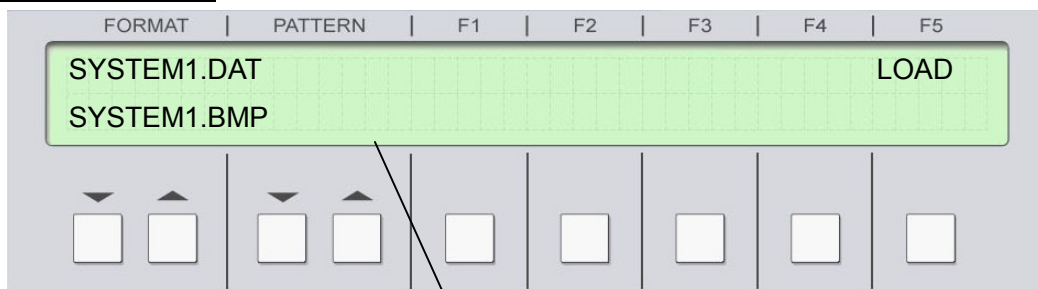 FORMAT | PATTERN | F1 | F2 | F3 | F4 | F5
SYSTEM1.DAT LOAD
SYSTEM1.BMP